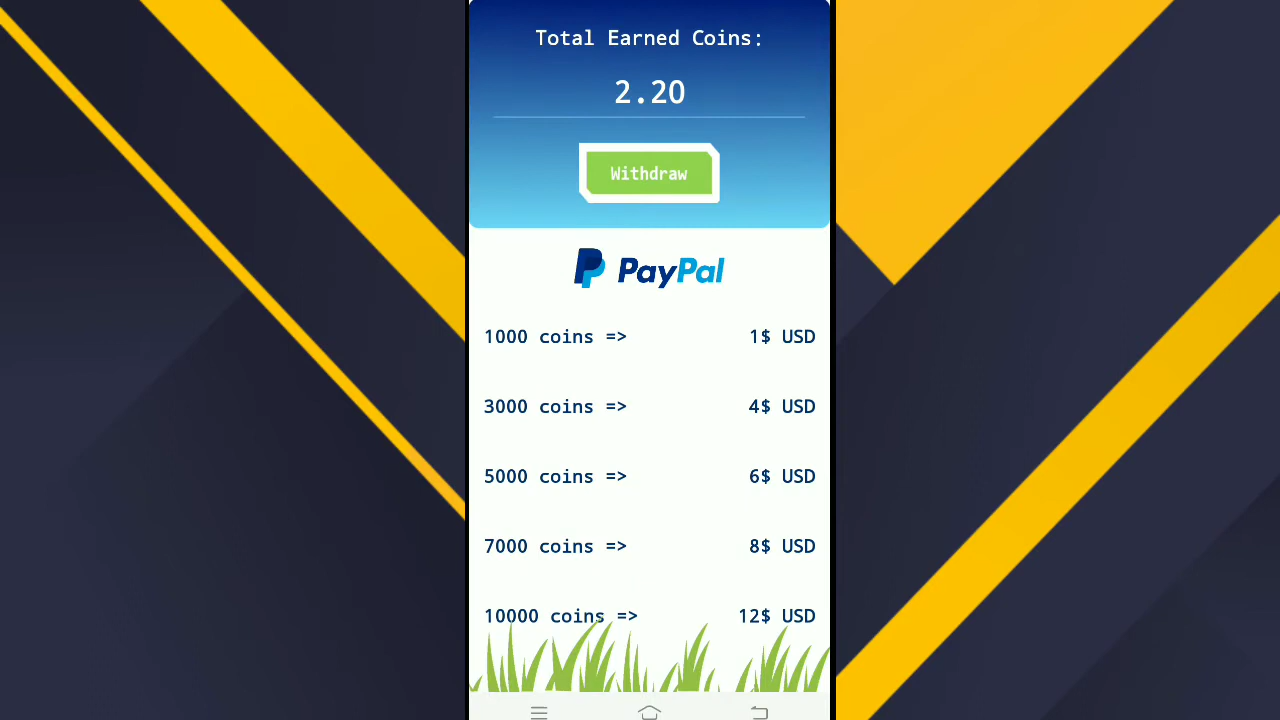 Total Earned Coins:
2.20
Withdraw
PayPal
1000 coins => 1$ USD
3000 coins => 4$ USD
5000 coins => 6$ USD
7000 coins => 8$ USD
10000 coins => 12$ USD